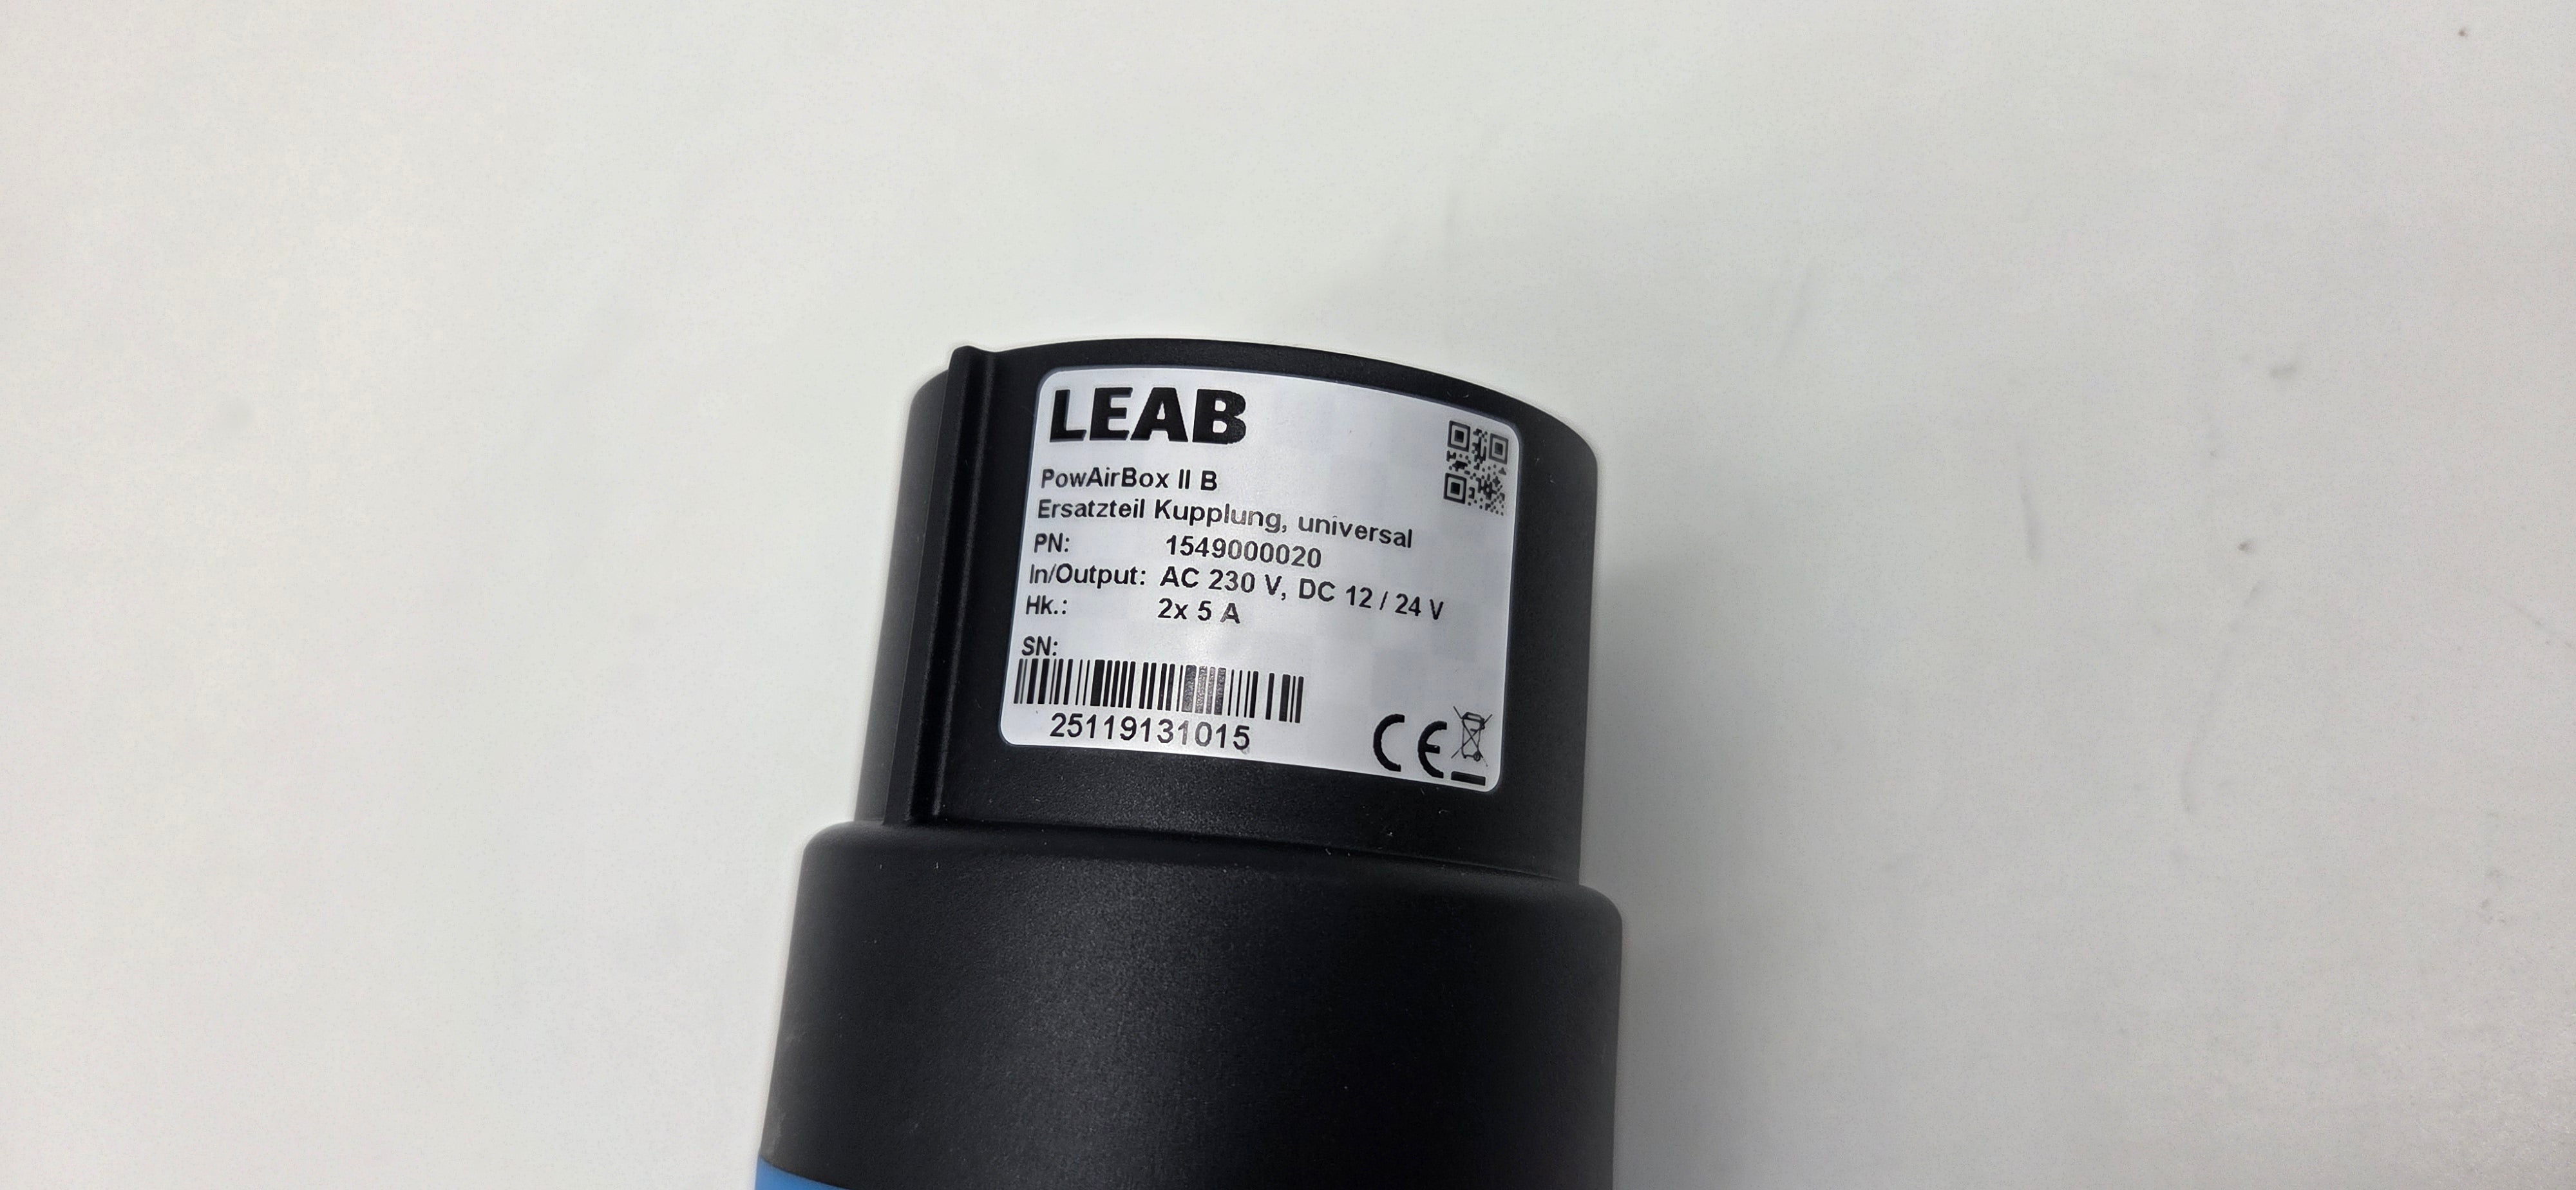 LEAB
PowAirBox II B
Ersatzteil Kupplung, universal
PN: 1549000020
In/Output: AC 230 V, DC 12 / 24 V
Hk.: 2x 5 A
SN:
25119131015
CE